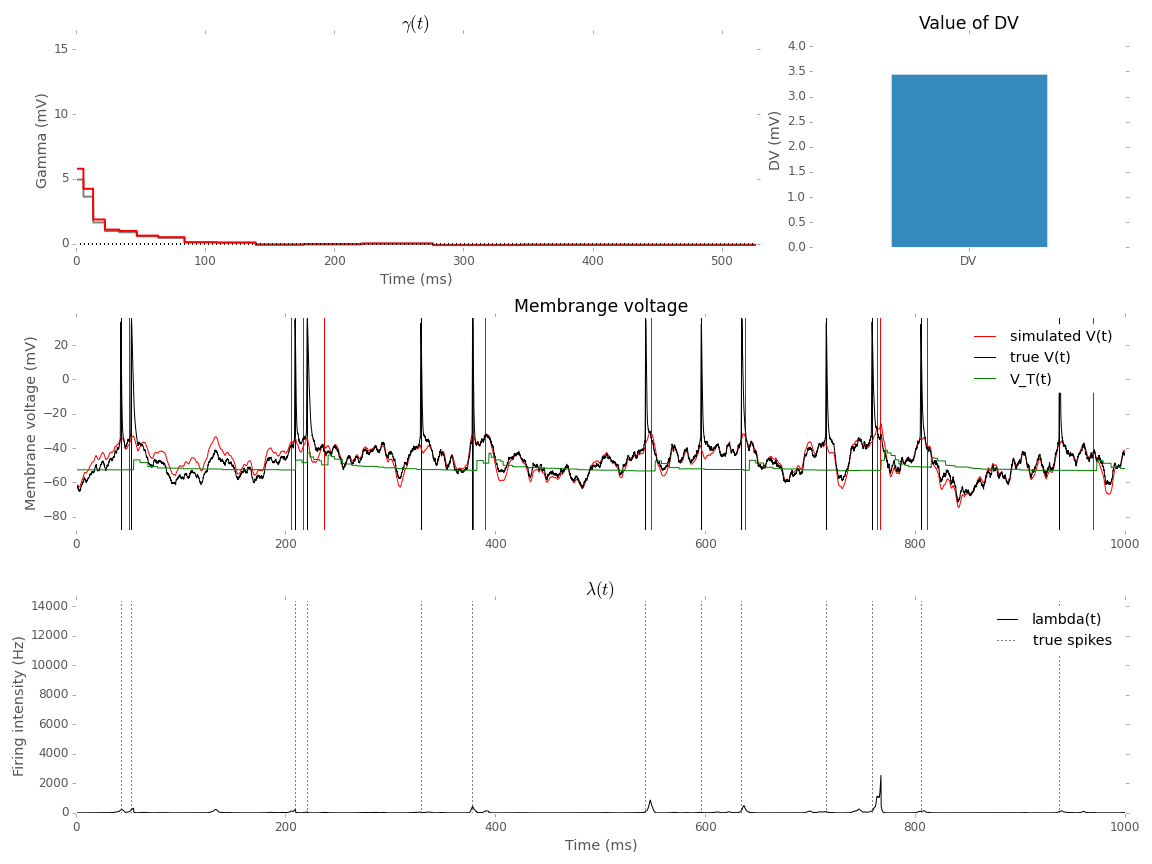 γ(t)
Value of DV
15
10
5
0
Gamma (mV)
0 100 200 300 400 500
Time (ms)
4.0
3.5
3.0
2.5
2.0
1.5
1.0
0.5
0.0
DV (mV)
DV
Membrange voltage
20
0
−20
−40
−60
−80
Membrane voltage (mV)
simulated V(t)
true V(t)
V_T(t)
0 200 400 600 800 1000
λ(t)
14000
12000
10000
8000
6000
4000
2000
0
Firing intensity (Hz)
lambda(t)
true spikes
0 200 400 600 800 1000
Time (ms)